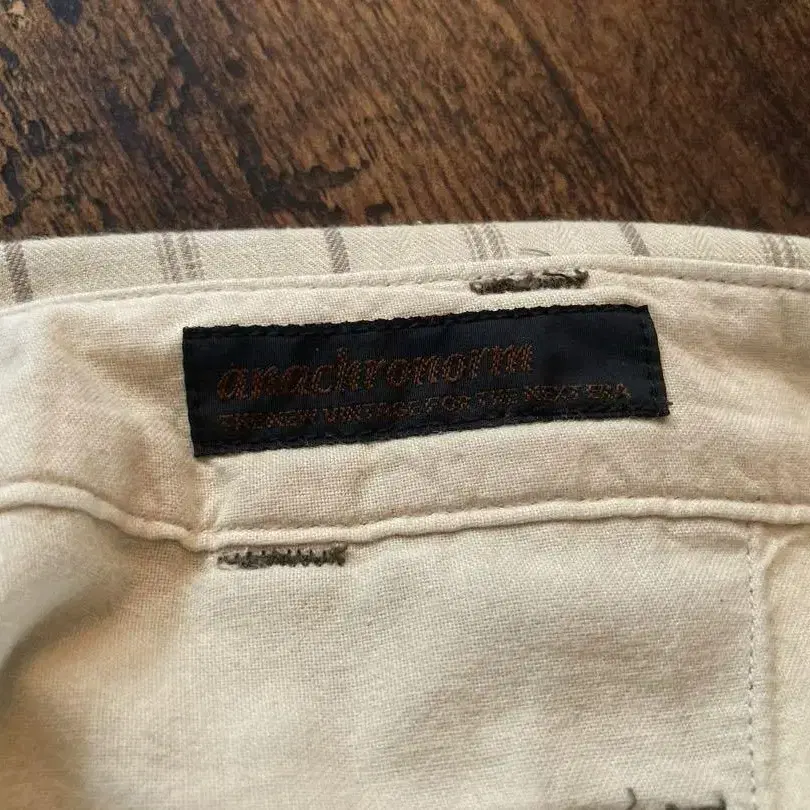 anachronorm
THE NEW VINTAGE FOR THE NEXT ERA